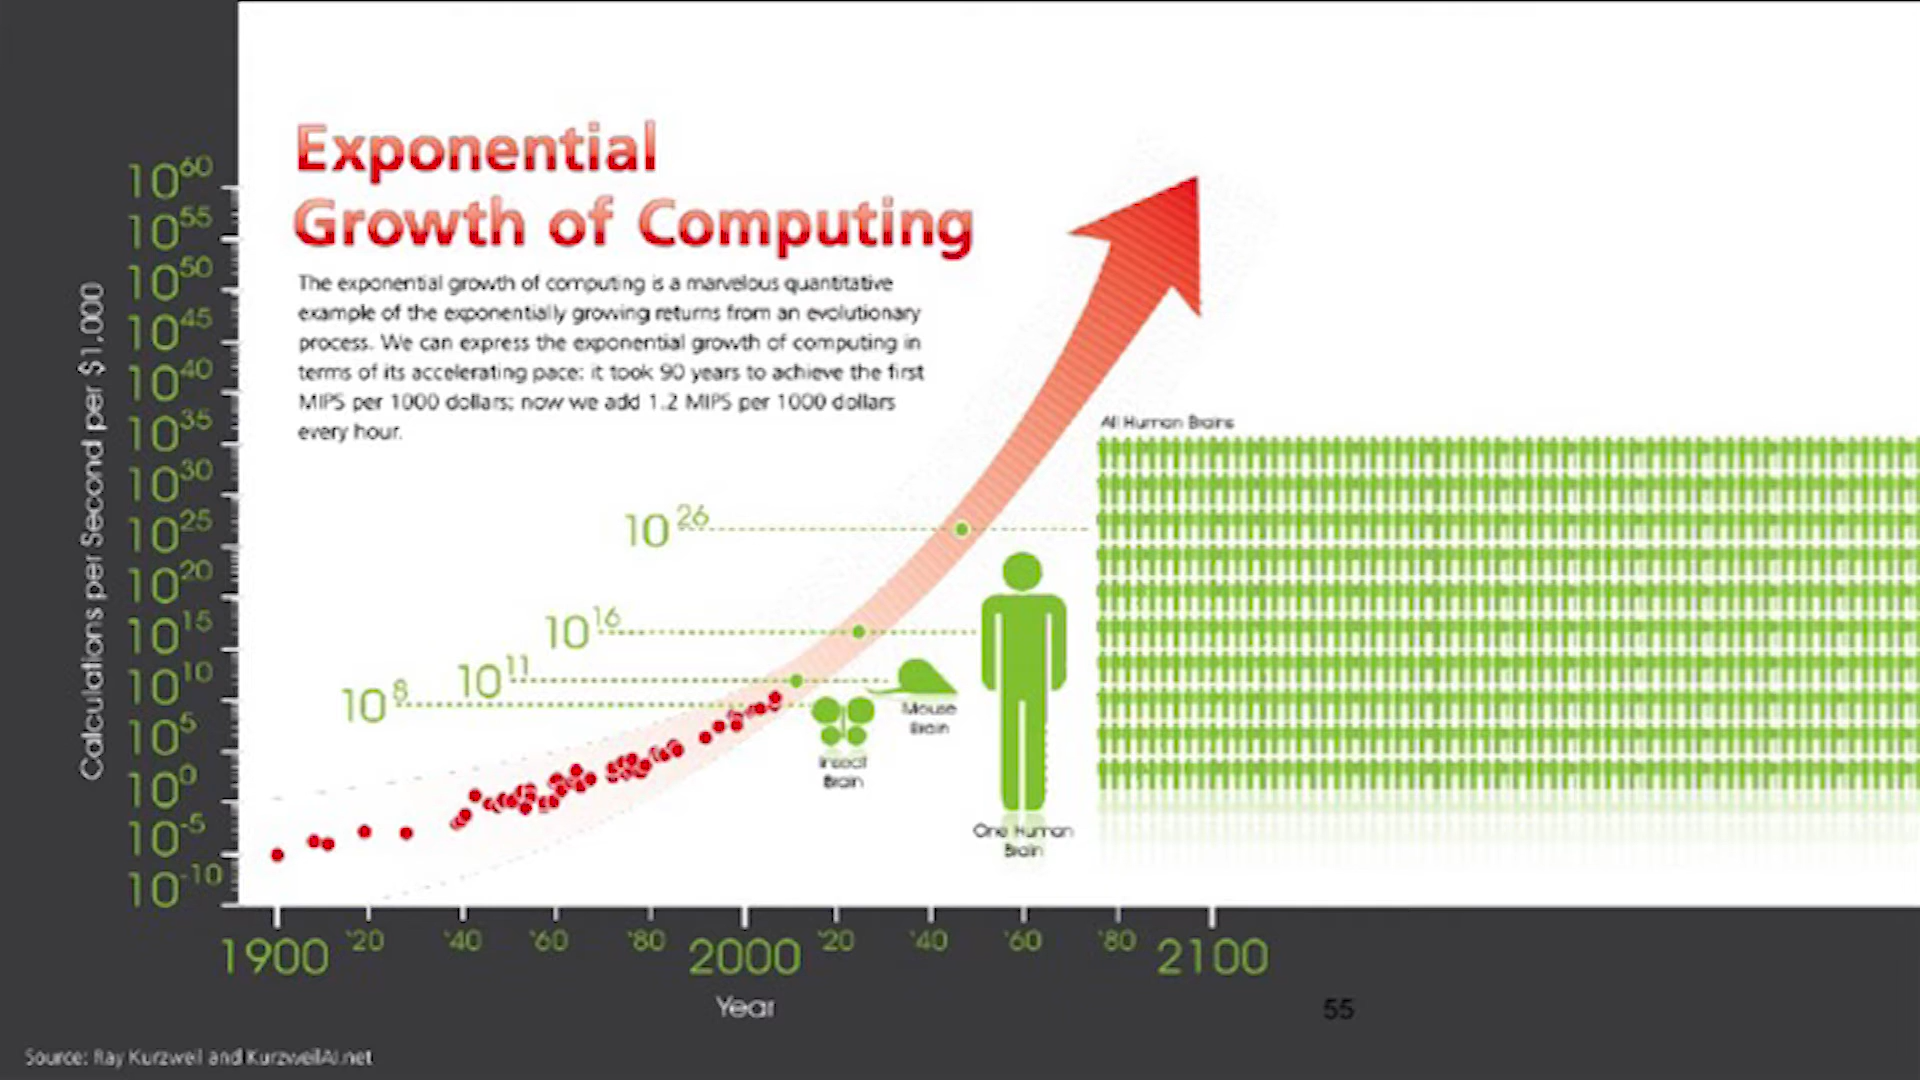 Exponential
Growth of Computing
The exponential growth of computing is a marvelous quantitative
example of the exponentially growing returns from an evolutionary
process. We can express the exponential growth of computing in
terms of its accelerating pace: it took 90 years to achieve the first
MIPS per 1000 dollars; now we add 1.2 MIPS per 1000 dollars
every hour.
Calculations per Second per $1,000
10^60
10^55
10^50
10^45
10^40
10^35
10^30
10^25
10^20
10^15
10^10
10^5
10^0
10^-5
10^-10
All Human Brains
10^26
10^16
10^11
10^8
Mouse
Brain
Insect
Brain
One Human
Brain
1900 '20 '40 '60 '80 2000 '20 '40 '60 '80 2100
Year
55
Source: Ray Kurzweil and KurzweilAI.net